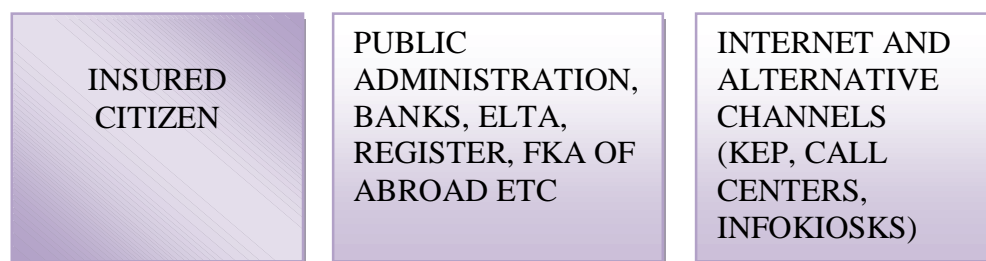 INSURED
CITIZEN
PUBLIC
ADMINISTRATION,
BANKS, ELTA,
REGISTER, FKA OF
ABROAD ETC
INTERNET AND
ALTERNATIVE
CHANNELS
(KEP, CALL
CENTERS,
INFOKIOSKS)